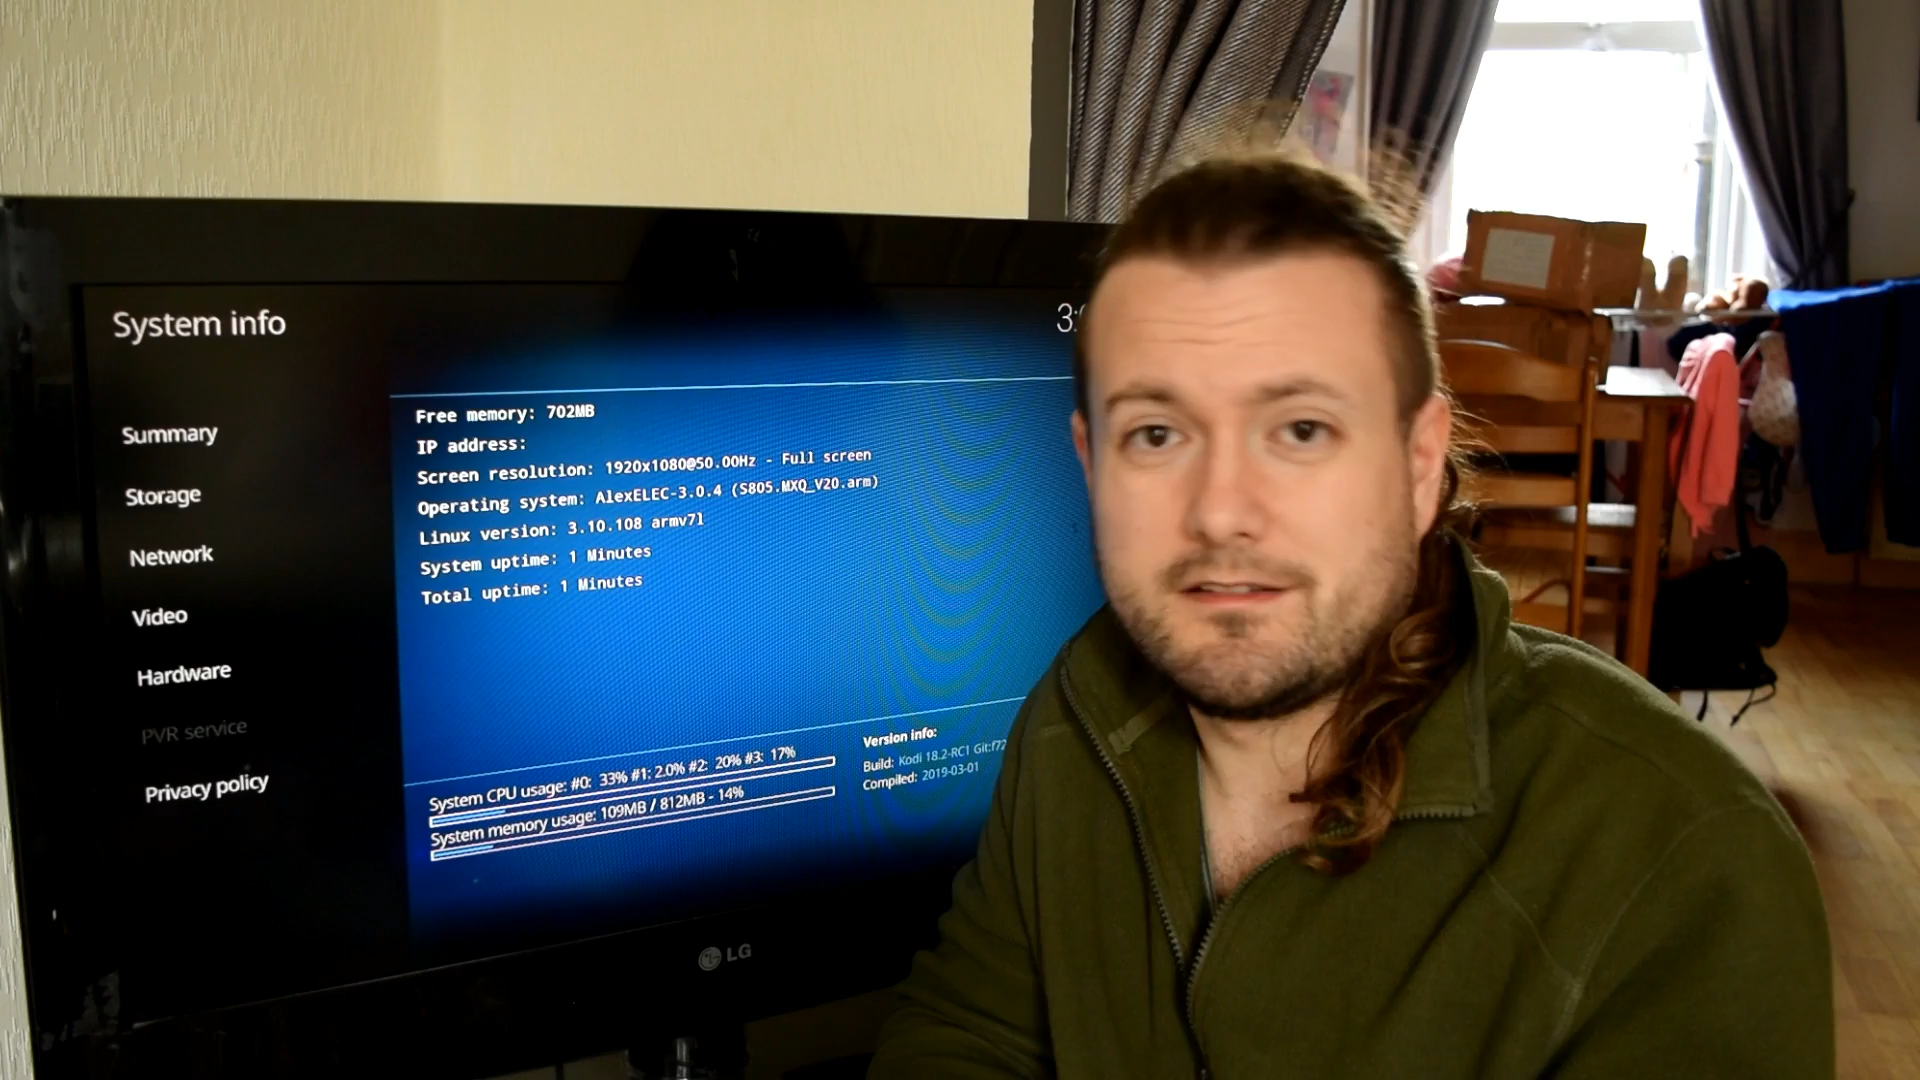 System info
3:
Summary
Storage
Network
Video
Hardware
PVR service
Privacy policy
Free memory: 702MB
IP address:
Screen resolution: 1920x1080@50.00Hz - Full screen
Operating system: AlexELEC-3.0.4 (S805.MXQ_V20.arm)
Linux version: 3.10.108 armv7l
System uptime: 1 Minutes
Total uptime: 1 Minutes
System CPU usage: #0: 33% #1: 2.0% #2: 20% #3: 17%
System memory usage: 109MB / 812MB - 14%
Version info:
Build: Kodi 18.2-RC1 Git:f72
Compiled: 2019-03-01
LG